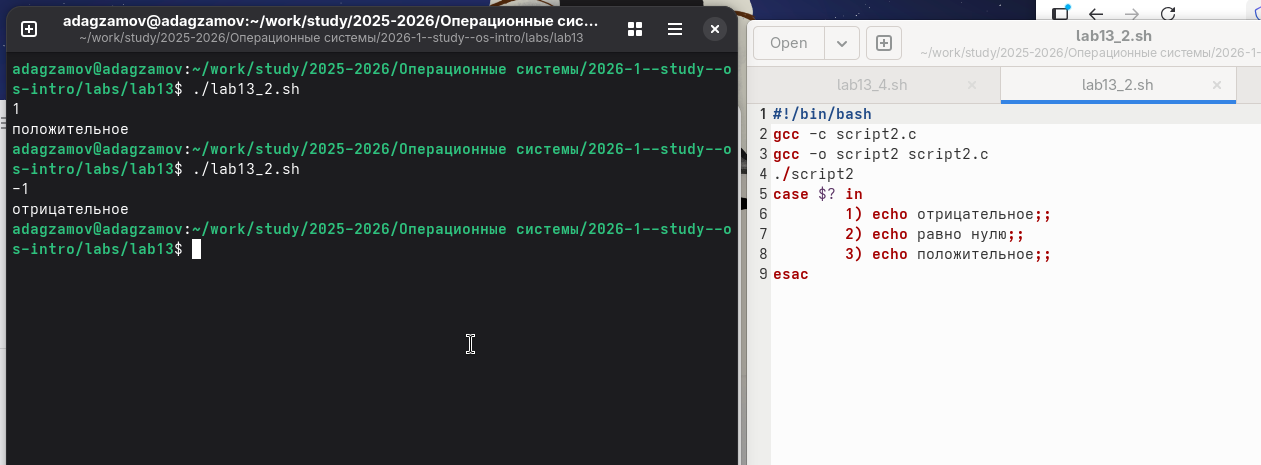 adagzamov@adagzamov:~/work/study/2025-2026/Операционные сис...
~/work/study/2025-2026/Операционные системы/2026-1--study--os-intro/labs/lab13
adagzamov@adagzamov:~/work/study/2025-2026/Операционные системы/2026-1--study--o
s-intro/labs/lab13$ ./lab13_2.sh
1
положительное
adagzamov@adagzamov:~/work/study/2025-2026/Операционные системы/2026-1--study--o
s-intro/labs/lab13$ ./lab13_2.sh
-1
отрицательное
adagzamov@adagzamov:~/work/study/2025-2026/Операционные системы/2026-1--study--o
s-intro/labs/lab13$
Open
lab13_2.sh
~/work/study/2025-2026/Операционные системы/2026-1-
lab13_4.sh
lab13_2.sh
1 #!/bin/bash
2 gcc -c script2.c
3 gcc -o script2 script2.c
4 ./script2
5 case $? in
6 1) echo отрицательное;;
7 2) echo равно нулю;;
8 3) echo положительное;;
9 esac